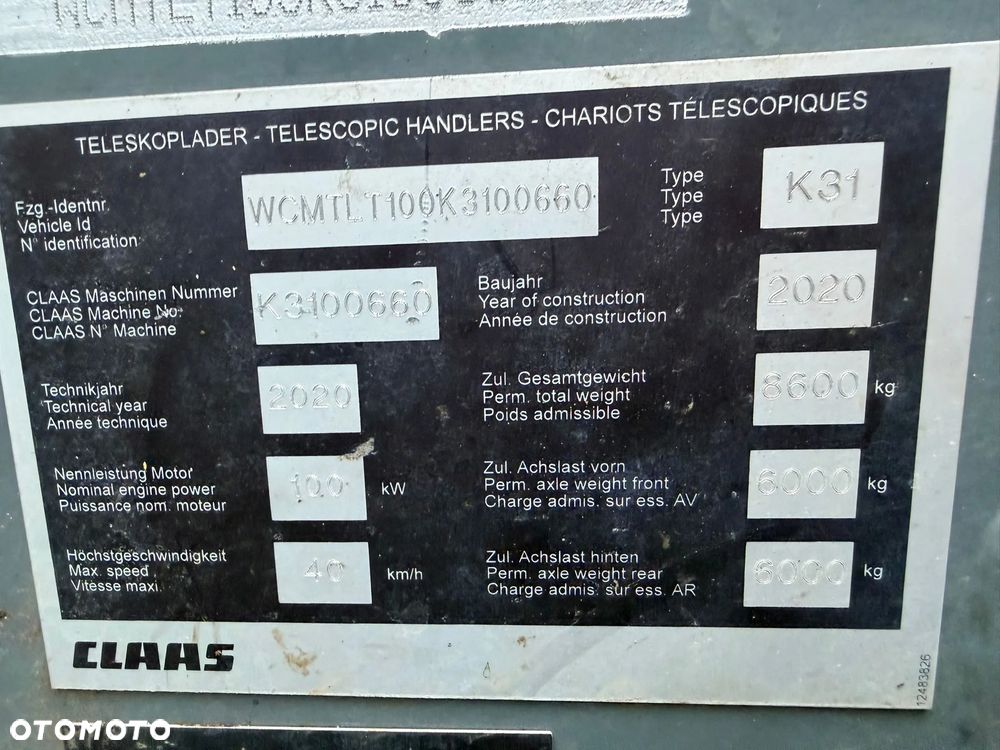 TELESKOPLADER - TELESCOPIC HANDLERS - CHARIOTS TÉLESCOPIQUES
Fzg.-Identnr.
Vehicle Id
N° identification
WCMTLT100K3100660
Type
Type
Type
K31
CLAAS Maschinen Nummer
CLAAS Machine No.
CLAAS N° Machine
K3100660
Baujahr
Year of construction
Année de construction
2020
Technikjahr
Technical year
Année technique
2020
Zul. Gesamtgewicht
Perm. total weight
Poids admissible
8600 kg
Nennleistung Motor
Nominal engine power
Puissance nom. moteur
100 kW
Zul. Achslast vorn
Perm. axle weight front
Charge admis. sur ess. AV
6000 kg
Höchstgeschwindigkeit
Max. speed
Vitesse maxi.
40 km/h
Zul. Achslast hinten
Perm. axle weight rear
Charge admis. sur ess. AR
6000 kg
CLAAS
12483826
OTOMOTO